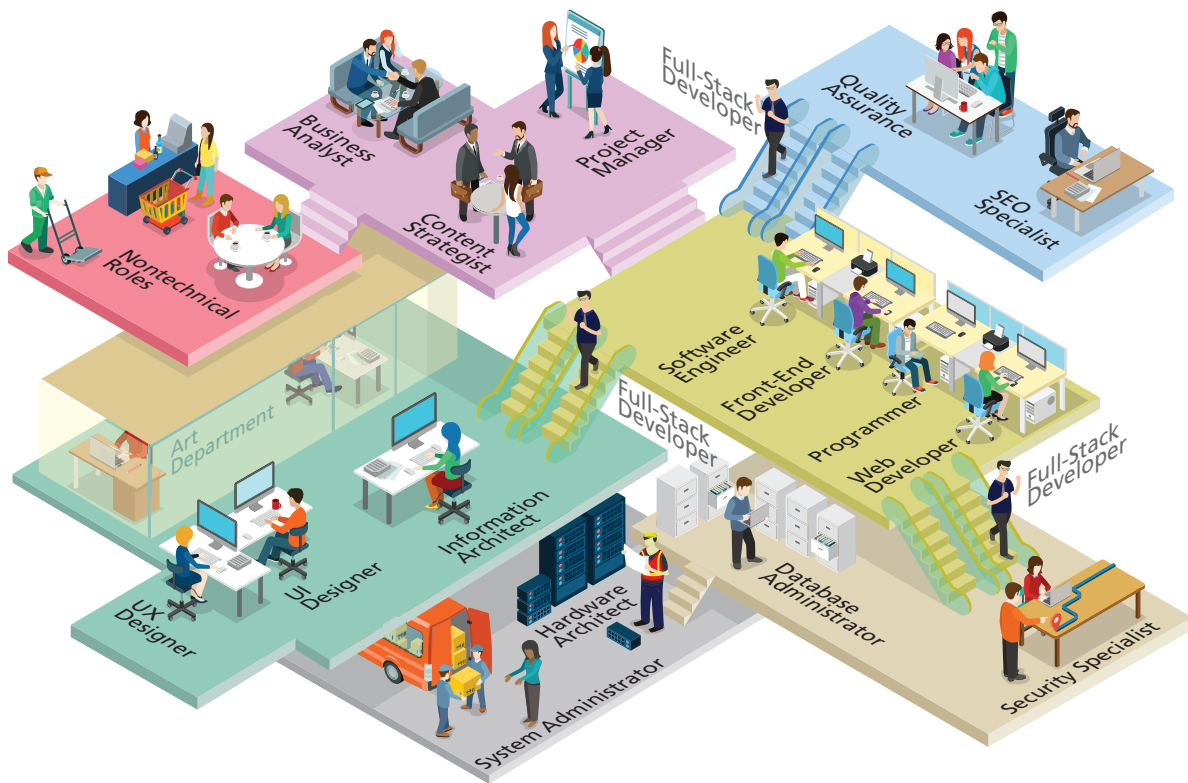 Full-Stack
Developer
Quality
Assurance
Business
Analyst
Project
Manager
SEO
Specialist
Content
Strategist
Nontechnical
Roles
Software
Engineer
Front-End
Developer
Programmer
Web
Developer
Full-Stack
Developer
Full-Stack
Developer
Art
Department
Information
Architect
UI
Designer
UX
Designer
Hardware
Architect
Database
Administrator
System Administrator
Security Specialist